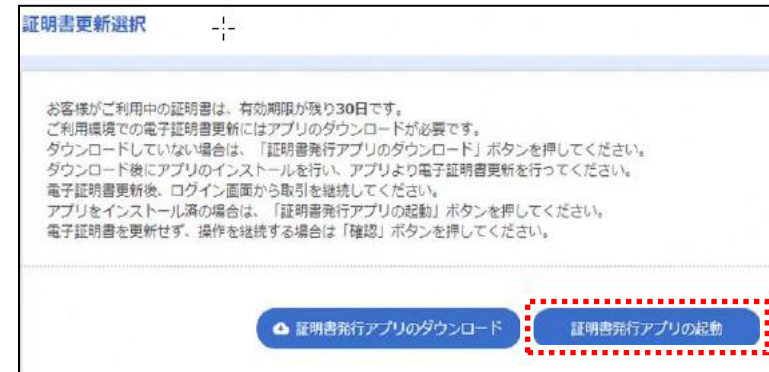 証明書更新選択
お客様がご利用中の証明書は、有効期限が残り30日です。
ご利用環境での電子証明書更新にはアプリのダウンロードが必要です。
ダウンロードしていない場合は、「証明書発行アプリのダウンロード」ボタンを押してください。
ダウンロード後にアプリのインストールを行い、アプリより電子証明書更新を行ってください。
電子証明書更新後、ログイン画面から取引を継続してください。
アプリをインストール済の場合は、「証明書発行アプリの起動」ボタンを押してください。
電子証明書を更新せず、操作を継続する場合は「確認」ボタンを押してください。
証明書発行アプリのダウンロード
証明書発行アプリの起動